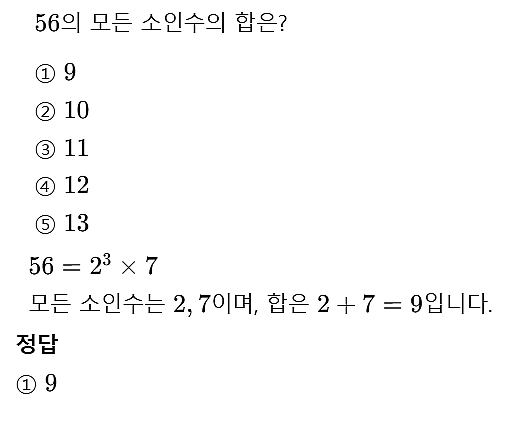 56의 모든 소인수의 합은?
① 9
② 10
③ 11
④ 12
⑤ 13
56 = 2³ × 7
모든 소인수는 2, 7이며, 합은 2 + 7 = 9입니다.
정답
① 9